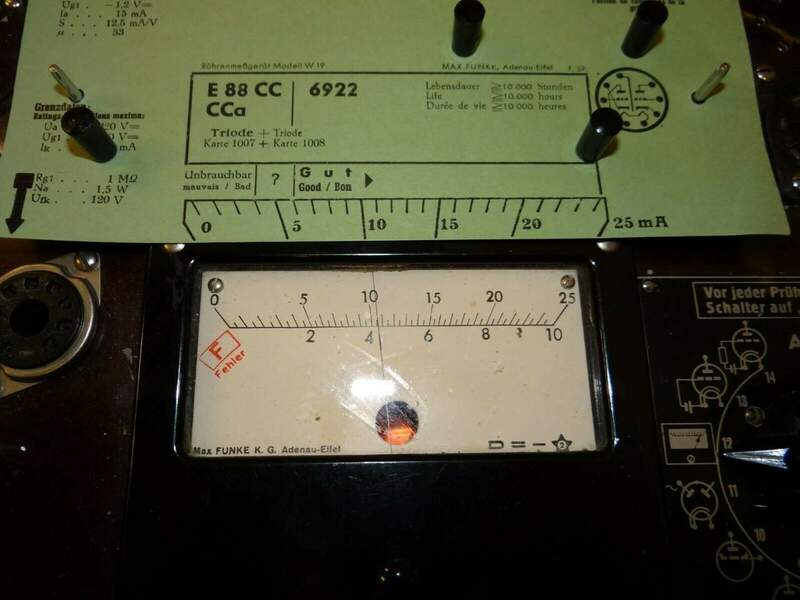 Ug1 . . – 1,2 V=
Ia . . . 15 mA
S . . . 12,5 mA/V
µ . . . 33
Röhrenmeßgerät Modell W 19
MAX FUNKE, Adenau-Eifel
E 88 CC
6922
CCa
Triode + Triode
Karte 1007 + Karte 1008
Lebensdauer 10 000 Stunden
Life 10.000 hours
Durée de vie 10 000 heures
Grenzdaten:
Ua 220 V=
Ug1
Ik mA
Rg1 . . . 1 MΩ
Na . . . 1,5 W
Ufk . . . 120 V
Unbrauchbar
mauvais / Bad
?
Gut
Good / Bon
0 5 10 15 20 25 mA
0 5 10 15 20 25
2 4 6 8 10
F
Fehler
Max FUNKE K. G. Adenau-Eifel
2
Vor jeder
Schalter auf
A
14
13
12
11
10